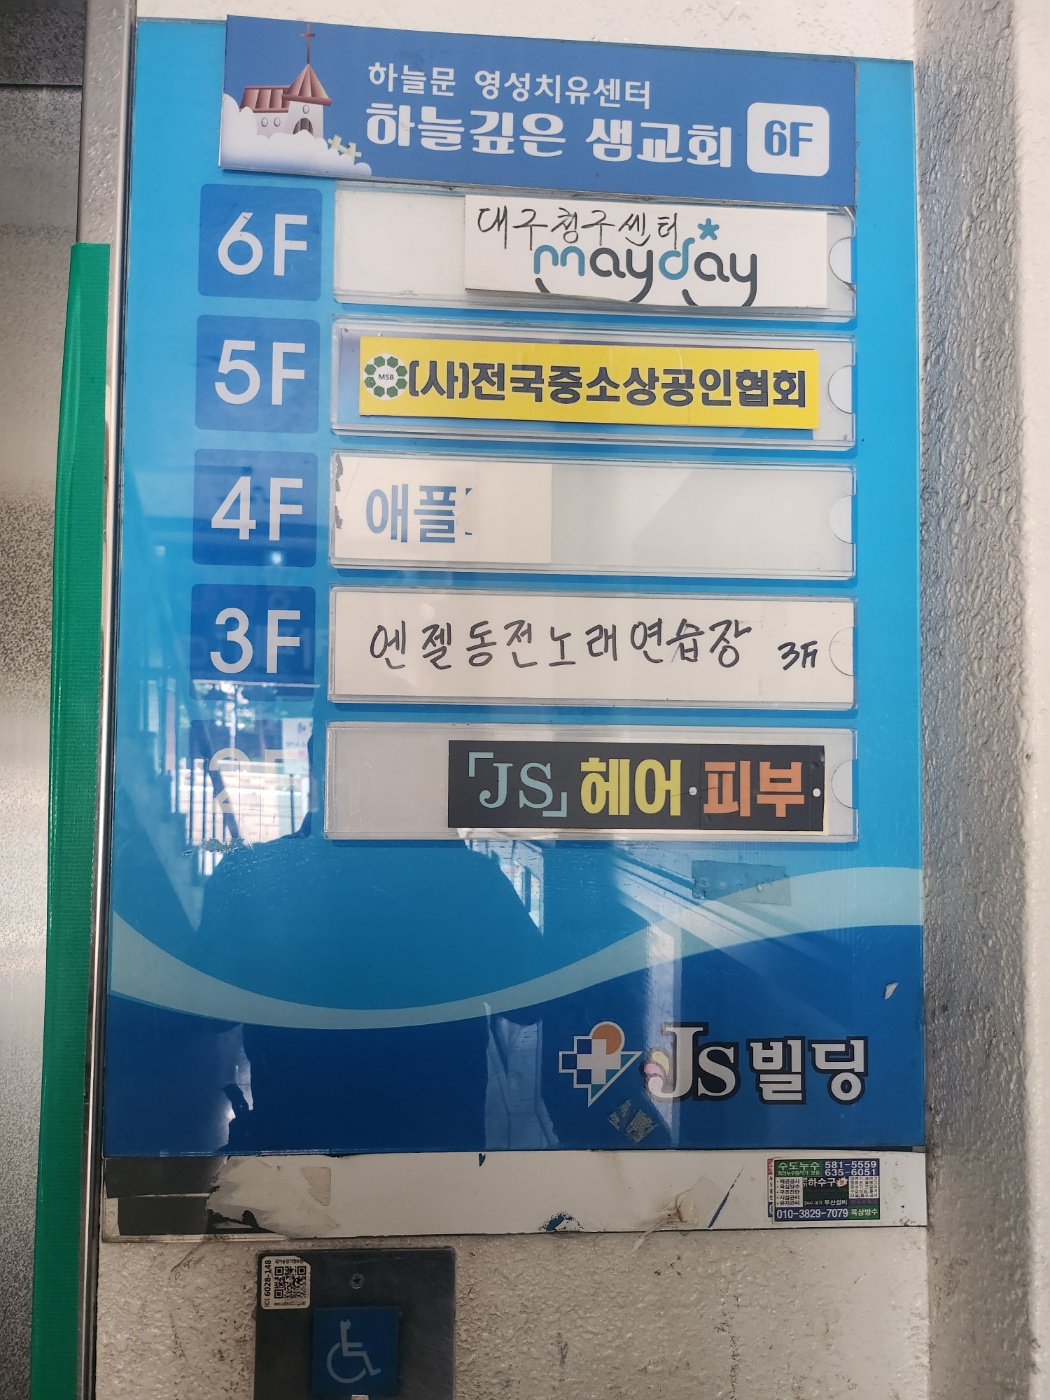 하늘문 영성치유센터
하늘깊은 샘교회 6F
6F 대구청구센터
mayday
5F MSB (사)전국중소상공인협회
4F 애플
3F 엔젤동전노래연습장 3F
2F 「JS」헤어·피부·
JS빌딩
수도누수 581-5559
635-6051
하수구
010-3829-7079 옥상방수
6028-148